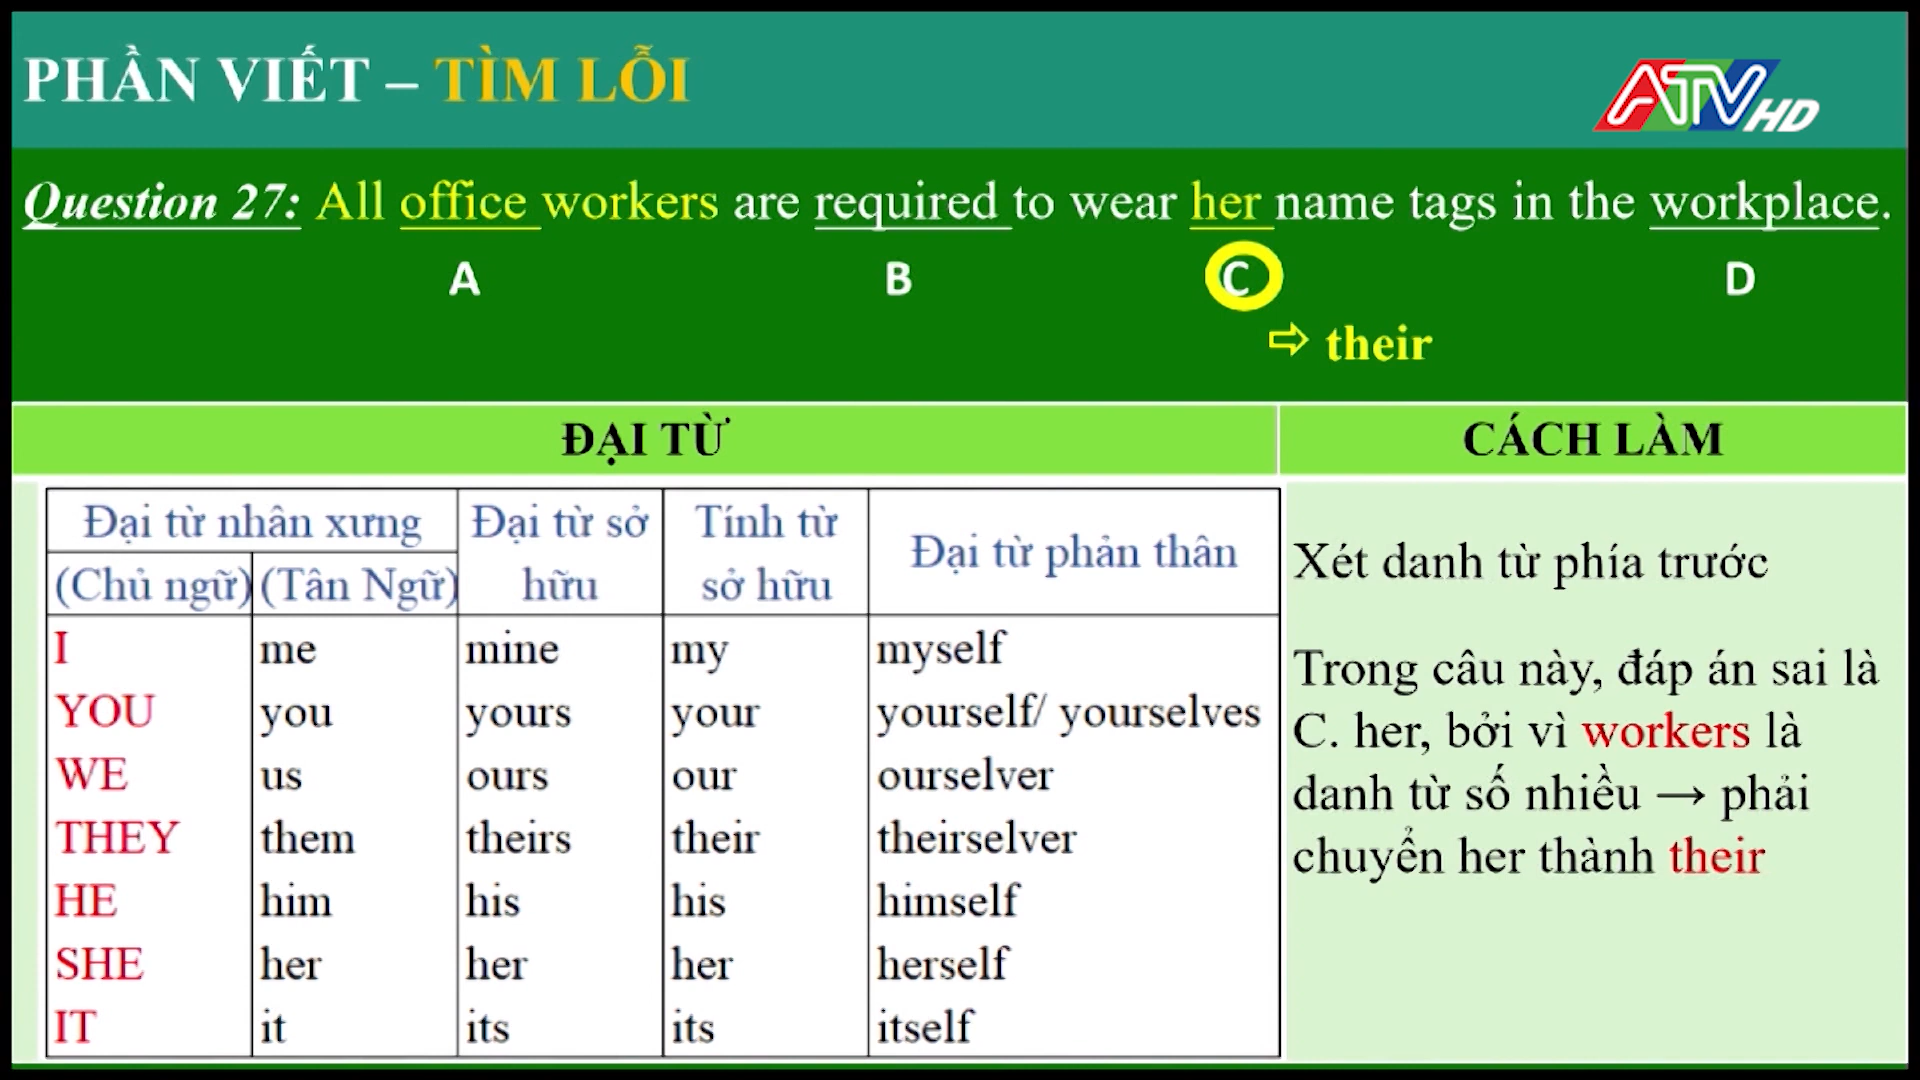 PHẦN VIẾT – TÌM LỖI
ATV HD
Question 27: All office workers are required to wear her name tags in the workplace.
A B C D
⇨ their
ĐẠI TỪ
CÁCH LÀM
Đại từ nhân xưng
Đại từ sở hữu
Tính từ sở hữu
Đại từ phản thân
(Chủ ngữ) (Tân Ngữ)
I me mine my myself
YOU you yours your yourself/ yourselves
WE us ours our ourselver
THEY them theirs their theirselver
HE him his his himself
SHE her her her herself
IT it its its itself
Xét danh từ phía trước
Trong câu này, đáp án sai là
C. her, bởi vì workers là
danh từ số nhiều → phải
chuyển her thành their